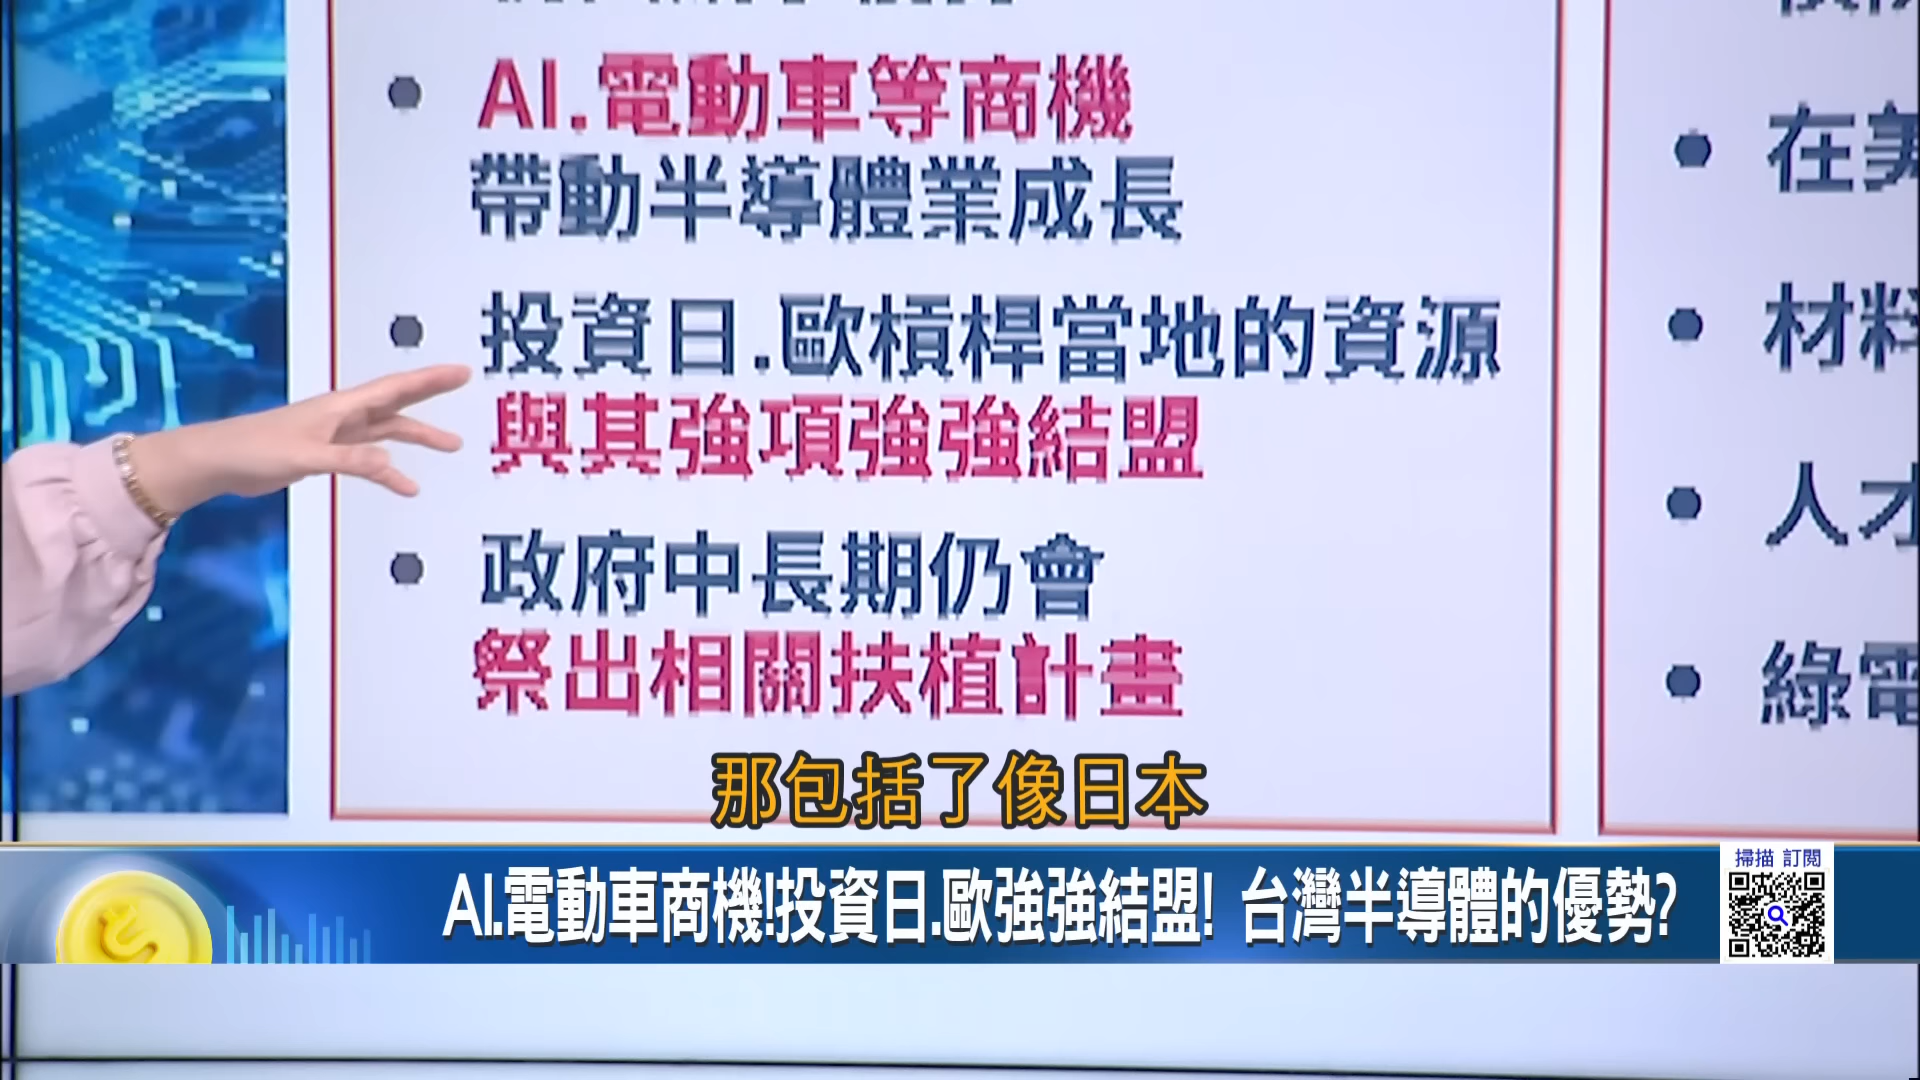 AI.電動車等商機
帶動半導體業成長
投資日.歐槓桿當地的資源
與其強項強強結盟
政府中長期仍會
祭出相關扶植計畫
在美
材料
人才
綠電
那包括了像日本
AI.電動車商機!投資日.歐強強結盟! 台灣半導體的優勢?
掃描 訂閱